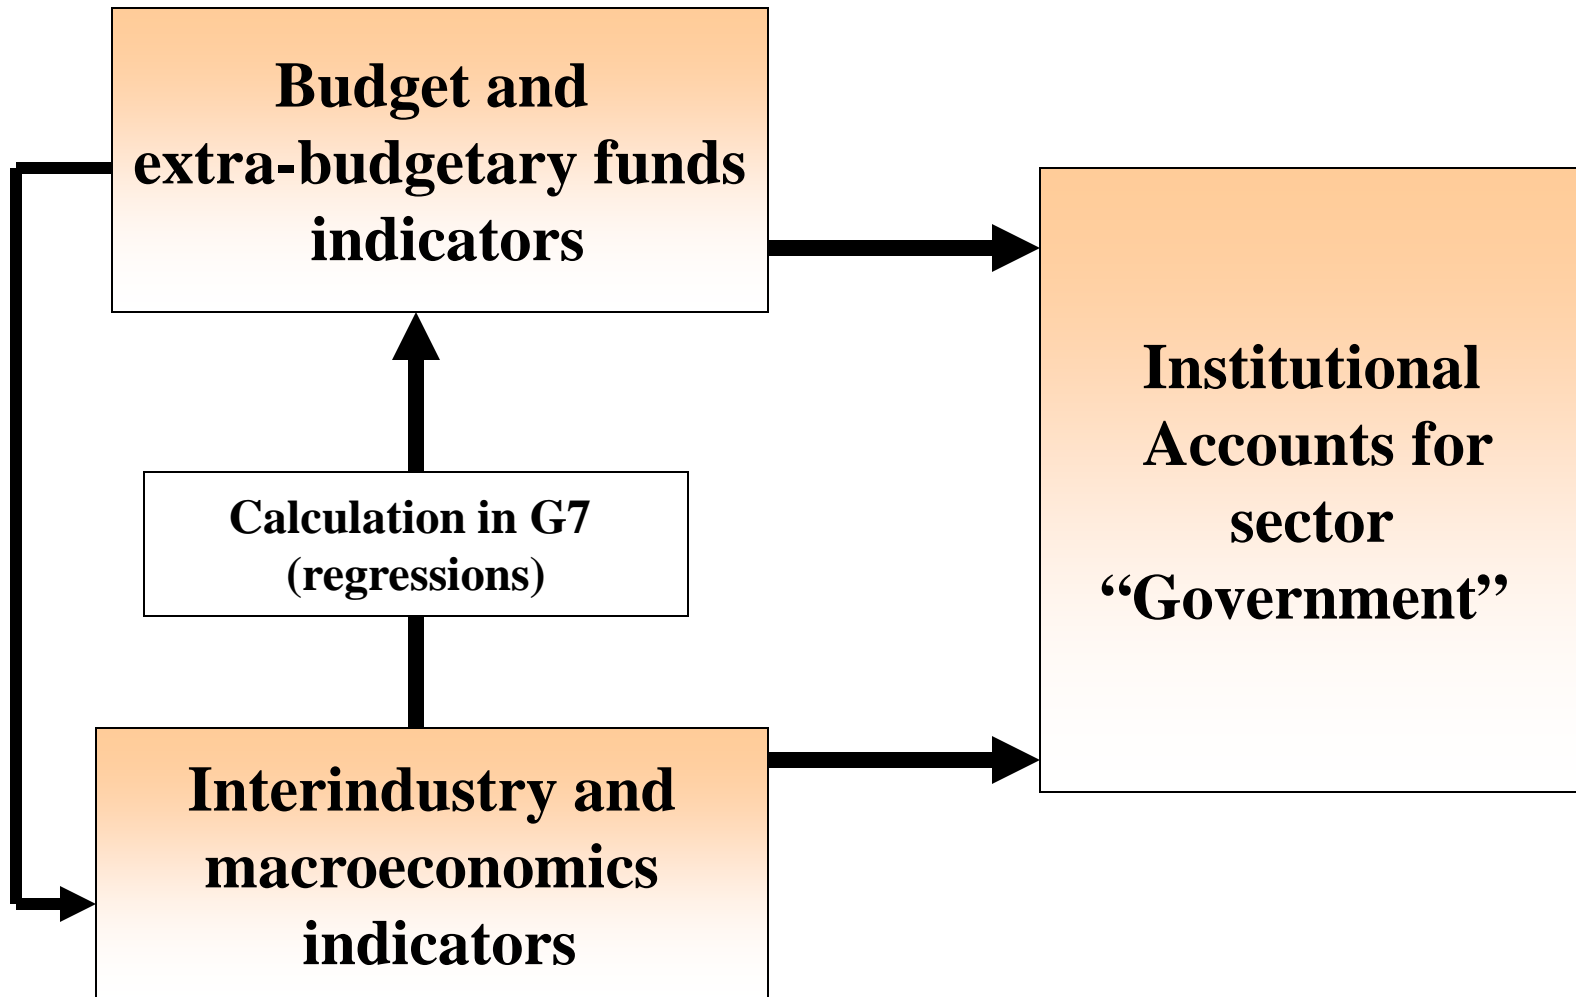 Budget and
extra-budgetary funds
indicators
Calculation in G7
(regressions)
Interindustry and
macroeconomics
indicators
Institutional
Accounts for
sector
“Government”